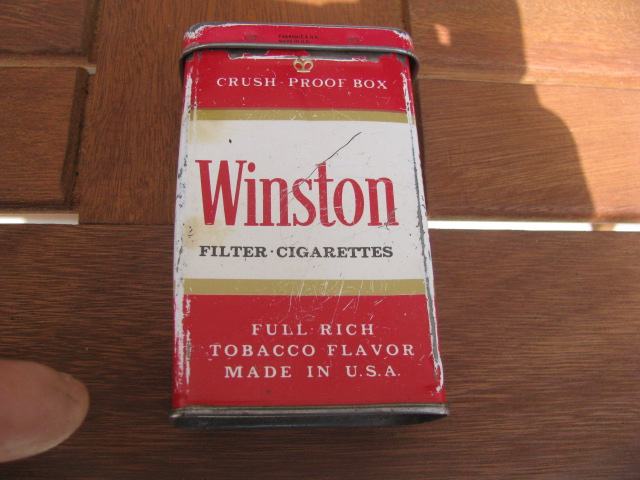 CRUSH-PROOF BOX
Winston
FILTER·CIGARETTES
FULL RICH
TOBACCO FLAVOR
MADE IN U.S.A.